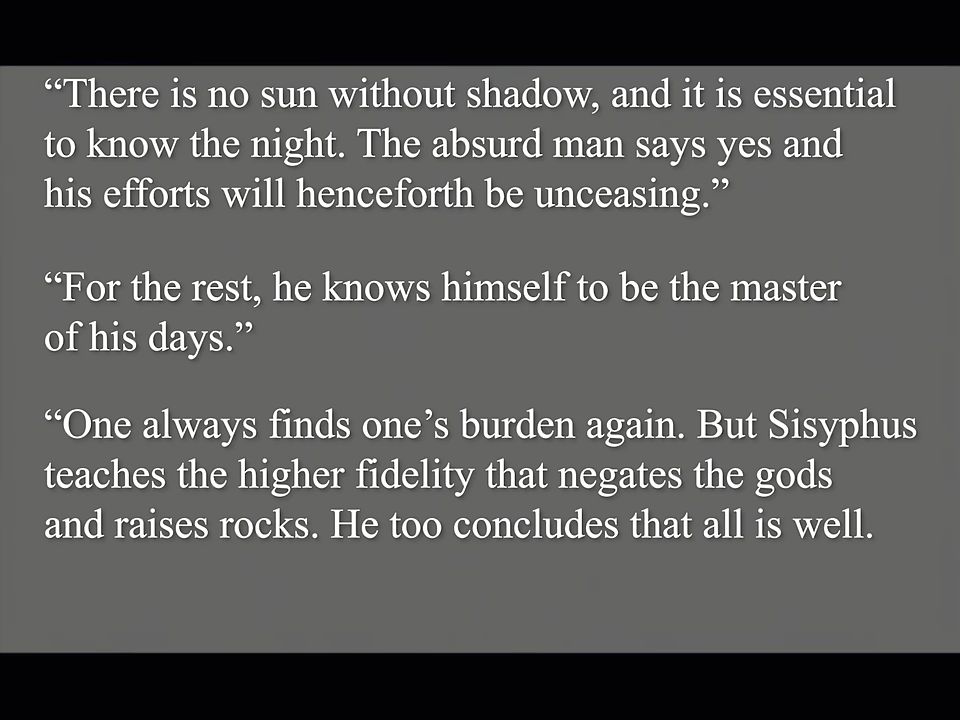 “There is no sun without shadow, and it is essential
to know the night. The absurd man says yes and
his efforts will henceforth be unceasing.”
“For the rest, he knows himself to be the master
of his days.”
“One always finds one’s burden again. But Sisyphus
teaches the higher fidelity that negates the gods
and raises rocks. He too concludes that all is well.